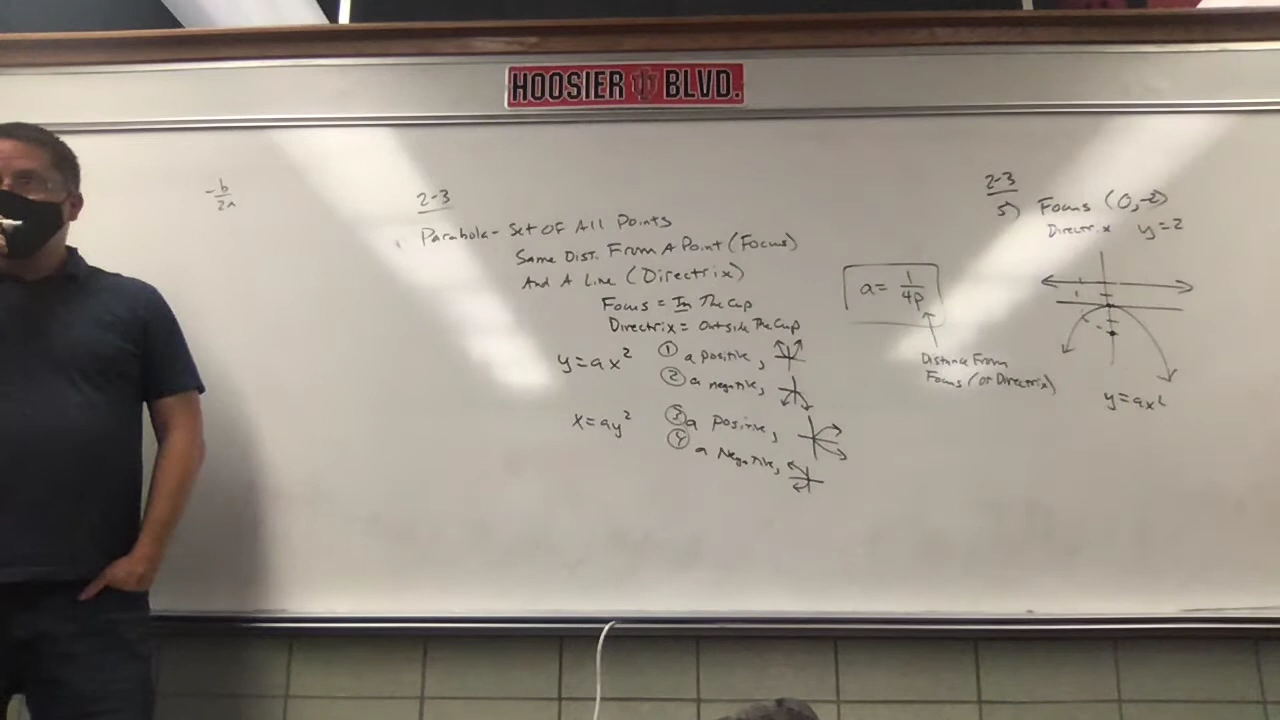 HOOSIER BLVD.
-b/2a
2-3
Parabola - Set OF All Points
Same Dist. From A Point (Focus)
And A Line (Directrix)
Focus = In The Cup
Directrix = Outside The Cup
y = ax²
① a positive,
② a negative,
x = ay²
③ a positive,
④ a Negative,
a = 1/4p
Distance From
Focus (or Directrix)
2-3
5) Focus (0,-2)
Directrix y=2
y = ax²